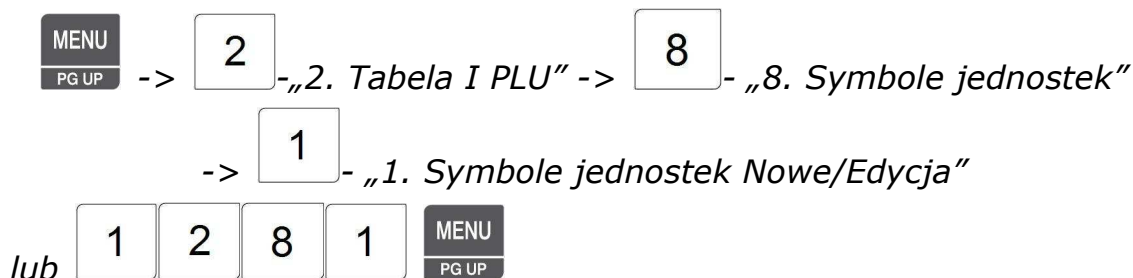 MENU PG UP -> 2 -„2. Tabela I PLU” -> 8 - „8. Symbole jednostek”
-> 1 - „1. Symbole jednostek Nowe/Edycja”
lub 1 2 8 1 MENU PG UP